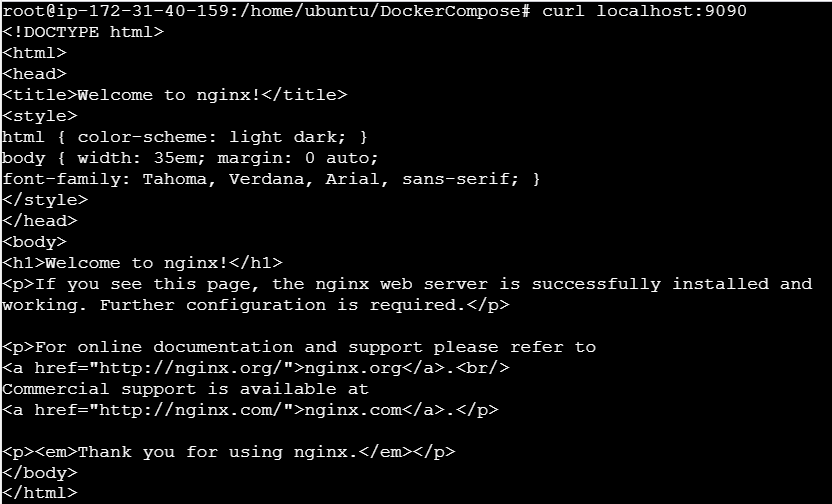 root@ip-172-31-40-159:/home/ubuntu/DockerCompose# curl localhost:9090
<!DOCTYPE html>
<html>
<head>
<title>Welcome to nginx!</title>
<style>
html { color-scheme: light dark; }
body { width: 35em; margin: 0 auto;
font-family: Tahoma, Verdana, Arial, sans-serif; }
</style>
</head>
<body>
<h1>Welcome to nginx!</h1>
<p>If you see this page, the nginx web server is successfully installed and
working. Further configuration is required.</p>

<p>For online documentation and support please refer to
<a href="http://nginx.org/">nginx.org</a>.<br/>
Commercial support is available at
<a href="http://nginx.com/">nginx.com</a>.</p>

<p><em>Thank you for using nginx.</em></p>
</body>
</html>